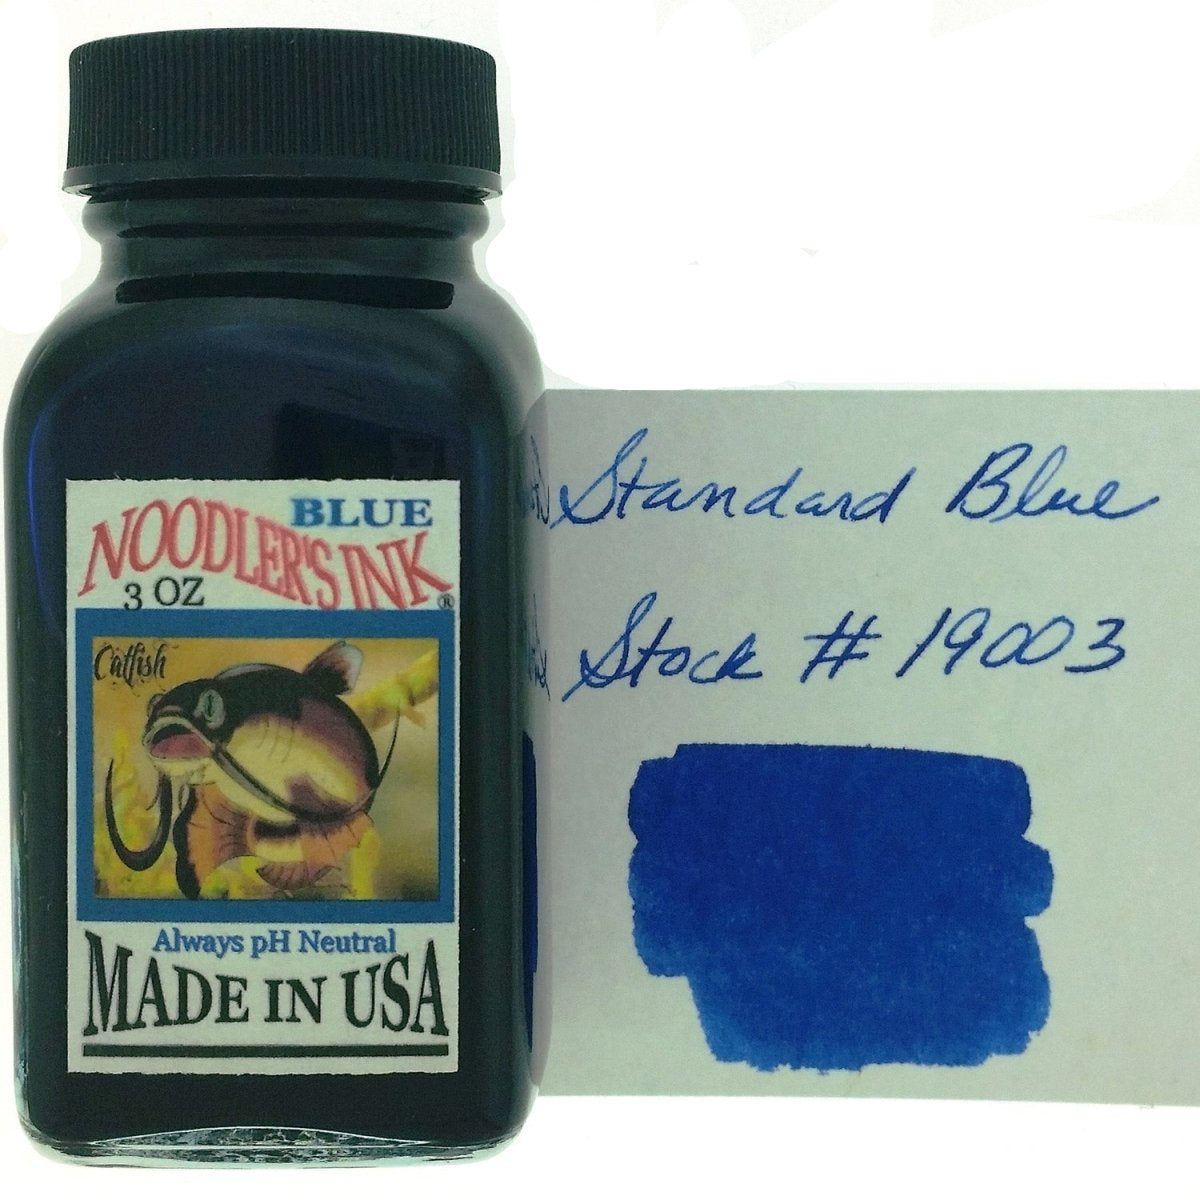 BLUE
NOODLER'S INK
3 OZ
®
Catfish
Always pH Neutral
MADE IN USA
Standard Blue
Stock # 19003